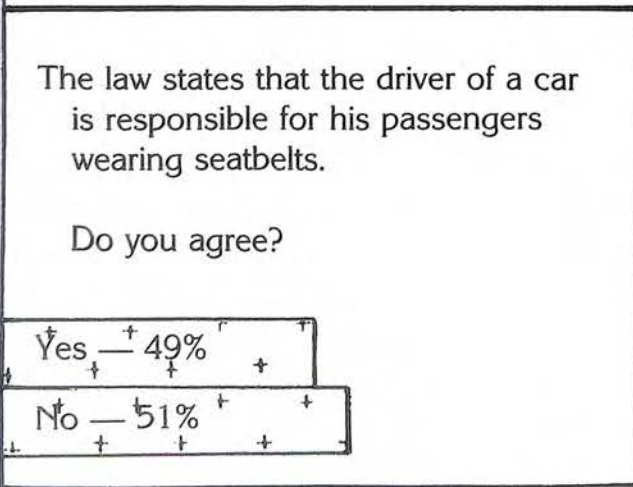 The law states that the driver of a car
is responsible for his passengers
wearing seatbelts.
Do you agree?
Yes — 49%
No — 51%